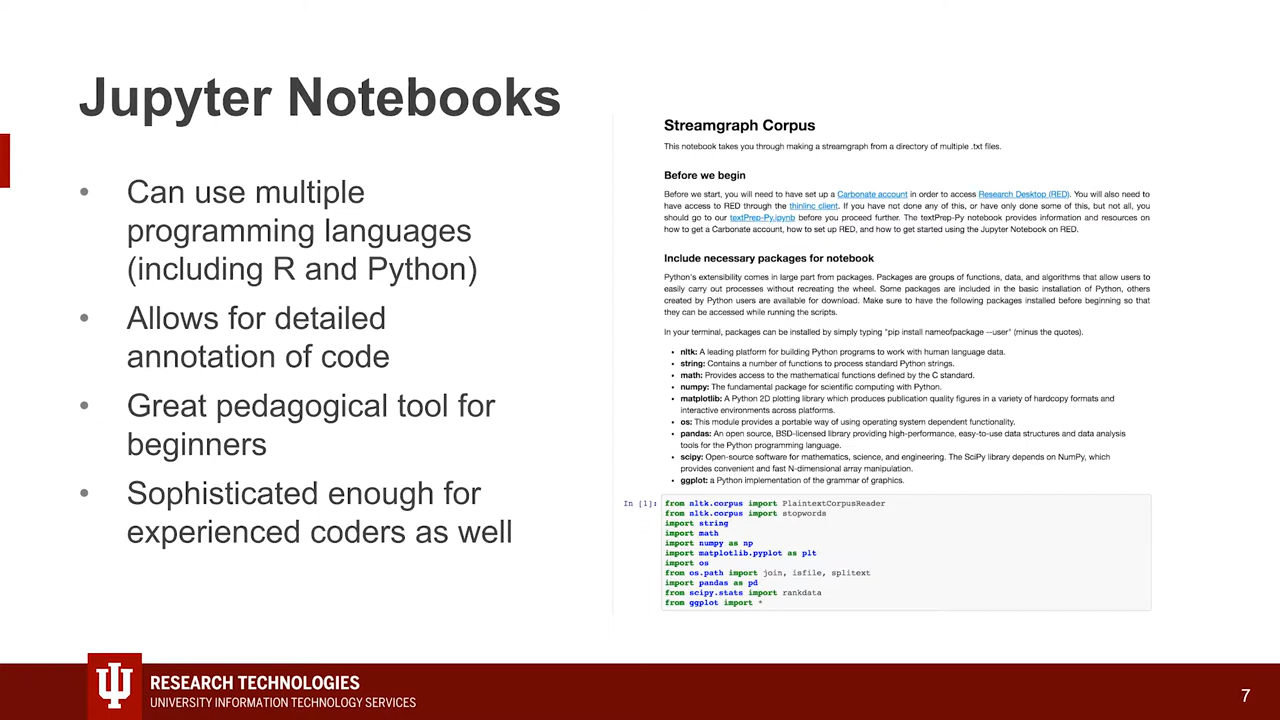 Jupyter Notebooks
• Can use multiple
programming languages
(including R and Python)
• Allows for detailed
annotation of code
• Great pedagogical tool for
beginners
• Sophisticated enough for
experienced coders as well
Streamgraph Corpus
This notebook takes you through making a streamgraph from a directory of multiple .txt files.
Before we begin
Before we start, you will need to have set up a Carbonate account in order to access Research Desktop (RED). You will also need to
have access to RED through the thinlinc client. If you have not done any of this, or have only done some of this, but not all, you
should go to our textPrep-Py.ipynb before you proceed further. The textPrep-Py notebook provides information and resources on
how to get a Carbonate account, how to set up RED, and how to get started using the Jupyter Notebook on RED.
Include necessary packages for notebook
Python's extensibility comes in large part from packages. Packages are groups of functions, data, and algorithms that allow users to
easily carry out processes without recreating the wheel. Some packages are included in the basic installation of Python, others
created by Python users are available for download. Make sure to have the following packages installed before beginning so that
they can be accessed while running the scripts.
In your terminal, packages can be installed by simply typing "pip install nameofpackage --user" (minus the quotes).
• nltk: A leading platform for building Python programs to work with human language data.
• string: Contains a number of functions to process standard Python strings.
• math: Provides access to the mathematical functions defined by the C standard.
• numpy: The fundamental package for scientific computing with Python.
• matplotlib: A Python 2D plotting library which produces publication quality figures in a variety of hardcopy formats and
interactive environments across platforms.
• os: This module provides a portable way of using operating system dependent functionality.
• pandas: An open source, BSD-licensed library providing high-performance, easy-to-use data structures and data analysis
tools for the Python programming language.
• scipy: Open-source software for mathematics, science, and engineering. The SciPy library depends on NumPy, which
provides convenient and fast N-dimensional array manipulation.
• ggplot: a Python implementation of the grammar of graphics.
In [1]: from nltk.corpus import PlaintextCorpusReader
from nltk.corpus import stopwords
import string
import math
import numpy as np
import matplotlib.pyplot as plt
import os
from os.path import join, isfile, splitext
import pandas as pd
from scipy.stats import rankdata
from ggplot import *
RESEARCH TECHNOLOGIES
UNIVERSITY INFORMATION TECHNOLOGY SERVICES
7